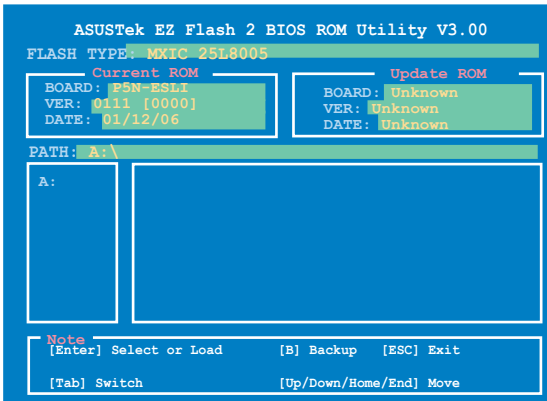 ASUSTek EZ Flash 2 BIOS ROM Utility V3.00
FLASH TYPE: MXIC 25L8005
Current ROM
BOARD: P5N-ESLI
VER: 0111 [0000]
DATE: 01/12/06
Update ROM
BOARD: Unknown
VER: Unknown
DATE: Unknown
PATH: A:\
A:
Note
[Enter] Select or Load [B] Backup [ESC] Exit
[Tab] Switch [Up/Down/Home/End] Move